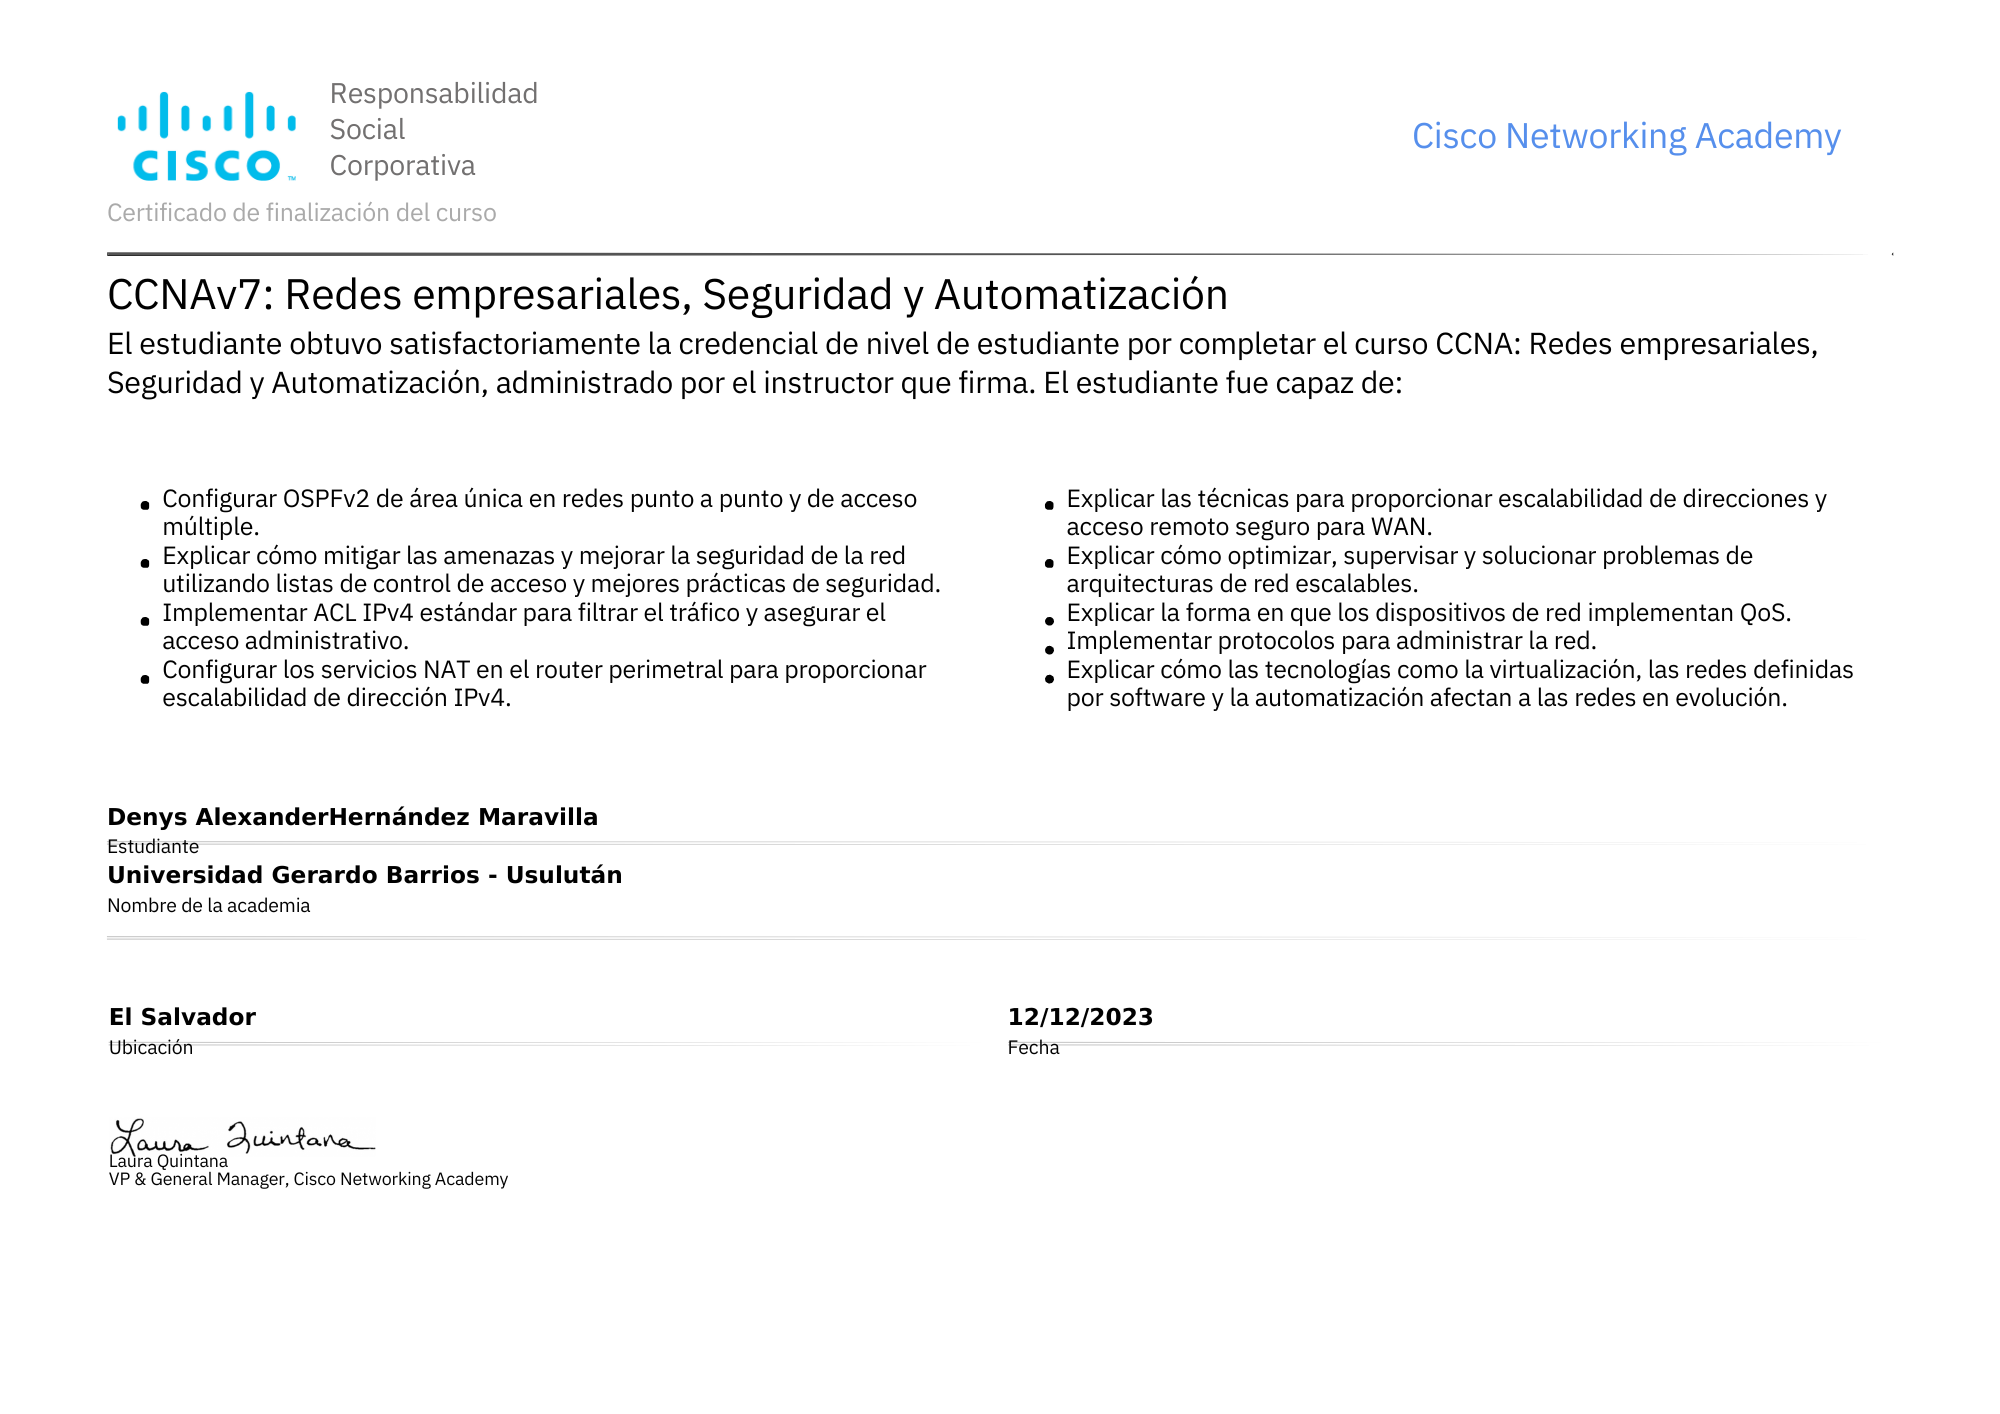 CISCO™
Responsabilidad
Social
Corporativa
Cisco Networking Academy
Certificado de finalización del curso
CCNAv7: Redes empresariales, Seguridad y Automatización
El estudiante obtuvo satisfactoriamente la credencial de nivel de estudiante por completar el curso CCNA: Redes empresariales,
Seguridad y Automatización, administrado por el instructor que firma. El estudiante fue capaz de:
• Configurar OSPFv2 de área única en redes punto a punto y de acceso
múltiple.
• Explicar cómo mitigar las amenazas y mejorar la seguridad de la red
utilizando listas de control de acceso y mejores prácticas de seguridad.
• Implementar ACL IPv4 estándar para filtrar el tráfico y asegurar el
acceso administrativo.
• Configurar los servicios NAT en el router perimetral para proporcionar
escalabilidad de dirección IPv4.
• Explicar las técnicas para proporcionar escalabilidad de direcciones y
acceso remoto seguro para WAN.
• Explicar cómo optimizar, supervisar y solucionar problemas de
arquitecturas de red escalables.
• Explicar la forma en que los dispositivos de red implementan QoS.
• Implementar protocolos para administrar la red.
• Explicar cómo las tecnologías como la virtualización, las redes definidas
por software y la automatización afectan a las redes en evolución.
Denys AlexanderHernández Maravilla
Estudiante
Universidad Gerardo Barrios - Usulután
Nombre de la academia
El Salvador
Ubicación
12/12/2023
Fecha
Laura Quintana
Laura Quintana
VP & General Manager, Cisco Networking Academy